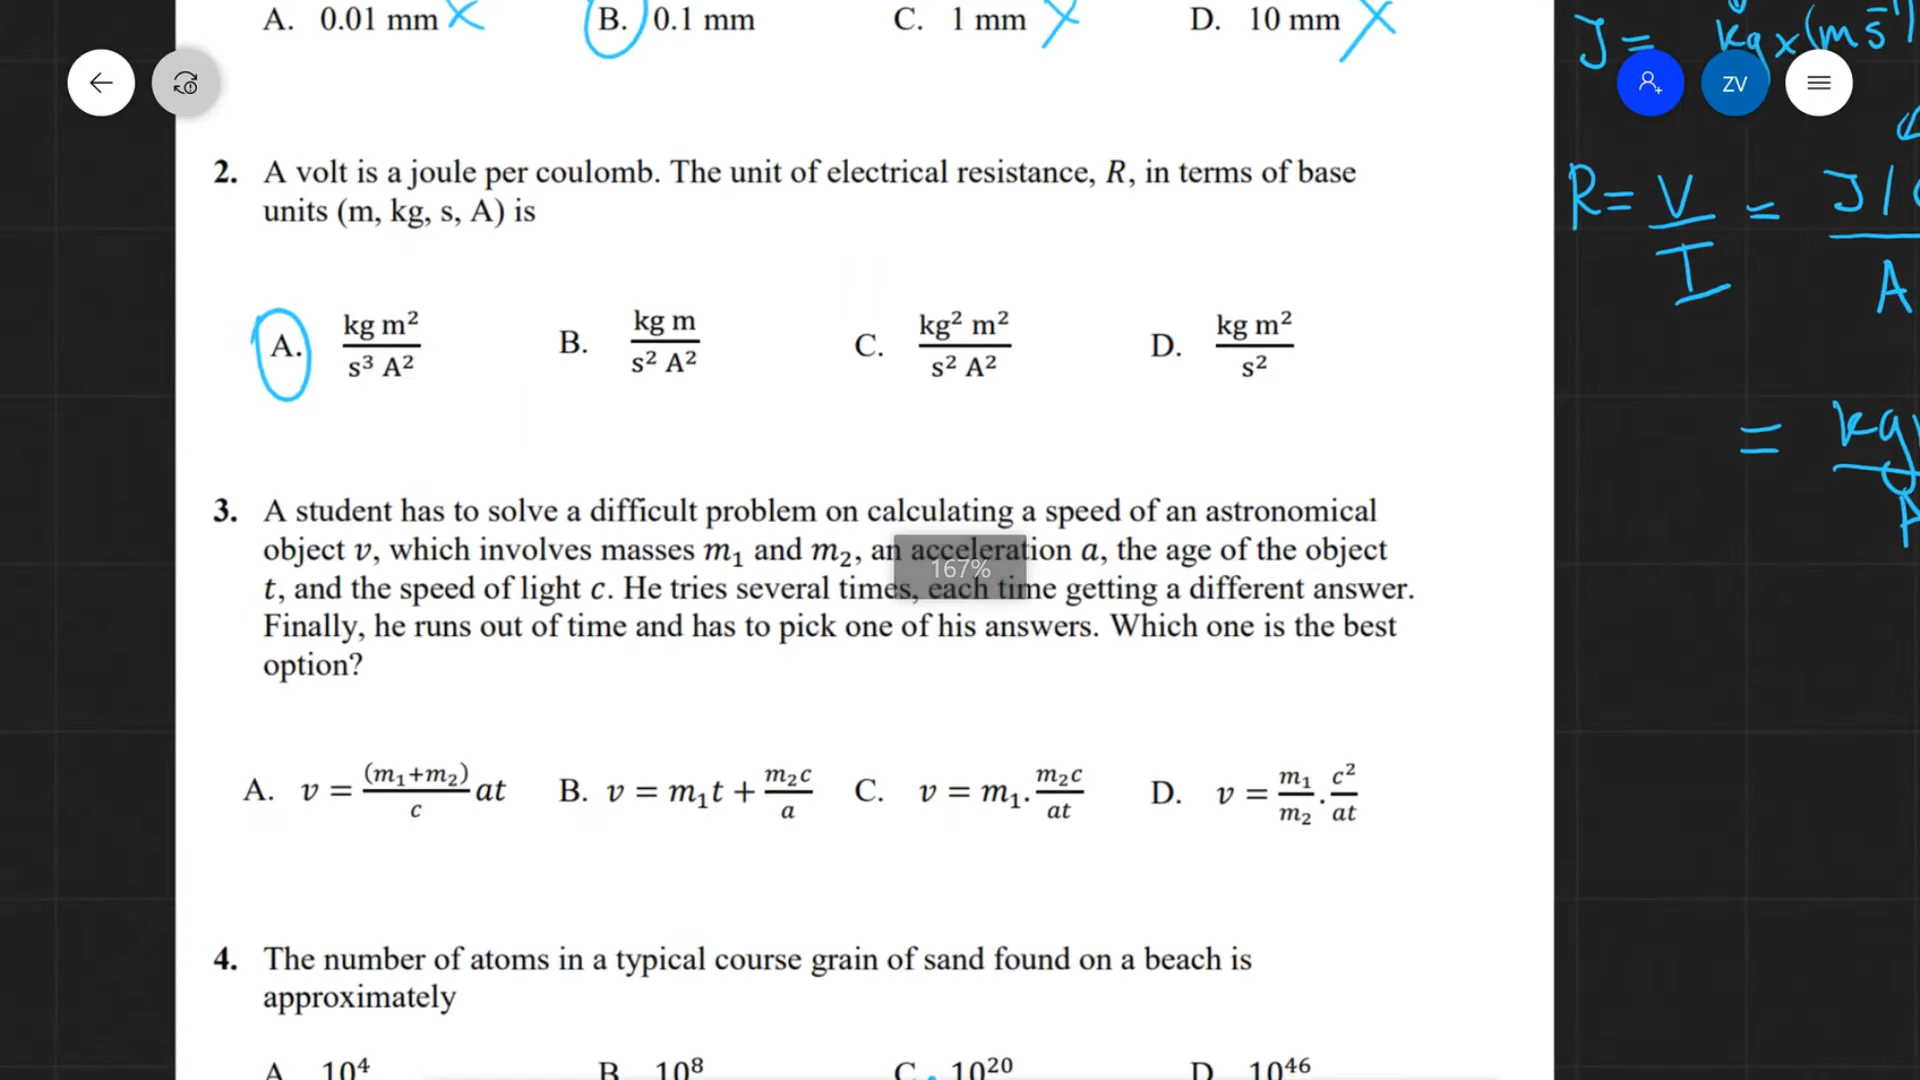 A. 0.01 mm B. 0.1 mm C. 1 mm D. 10 mm
J = kg x (m s⁻¹)
ZV
2. A volt is a joule per coulomb. The unit of electrical resistance, R, in terms of base
units (m, kg, s, A) is
R = V/I = J/
A
A. kg m²/s³ A² B. kg m/s² A² C. kg² m²/s² A² D. kg m²/s²
= kg
3. A student has to solve a difficult problem on calculating a speed of an astronomical
object v, which involves masses m₁ and m₂, an acceleration a, the age of the object
167%
t, and the speed of light c. He tries several times, each time getting a different answer.
Finally, he runs out of time and has to pick one of his answers. Which one is the best
option?
A. v = (m₁+m₂)/c at B. v = m₁t + m₂c/a C. v = m₁. m₂c/at D. v = m₁/m₂ . c²/at
4. The number of atoms in a typical course grain of sand found on a beach is
approximately
A 10⁴ B 10⁸ C 10²⁰ D 10⁴⁶